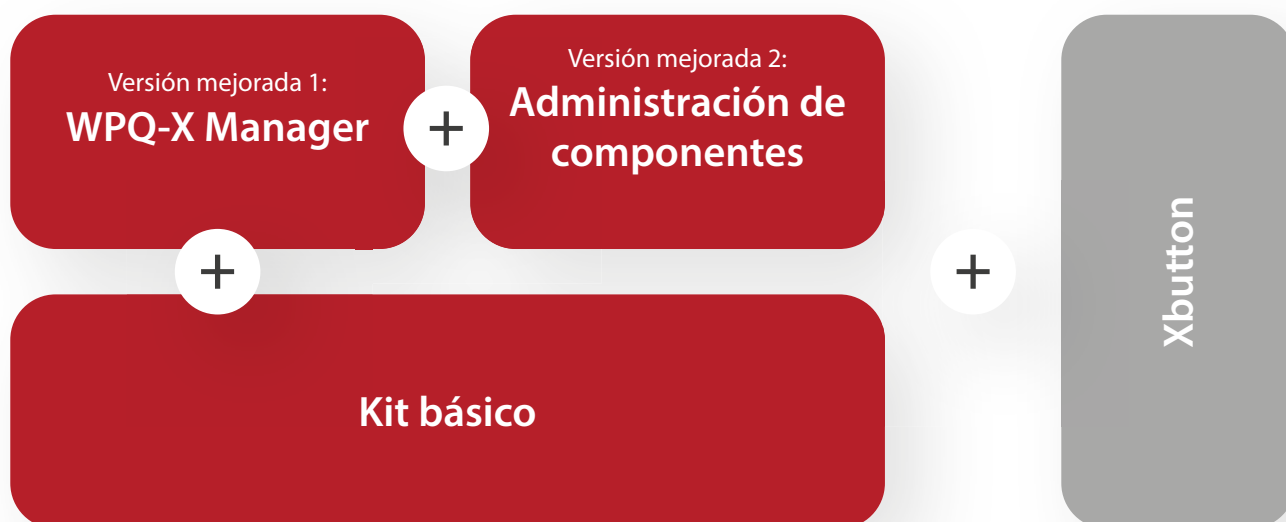 Versión mejorada 1:
WPQ-X Manager
+
Versión mejorada 2:
Administración de
componentes
+
+
Kit básico
Xbutton